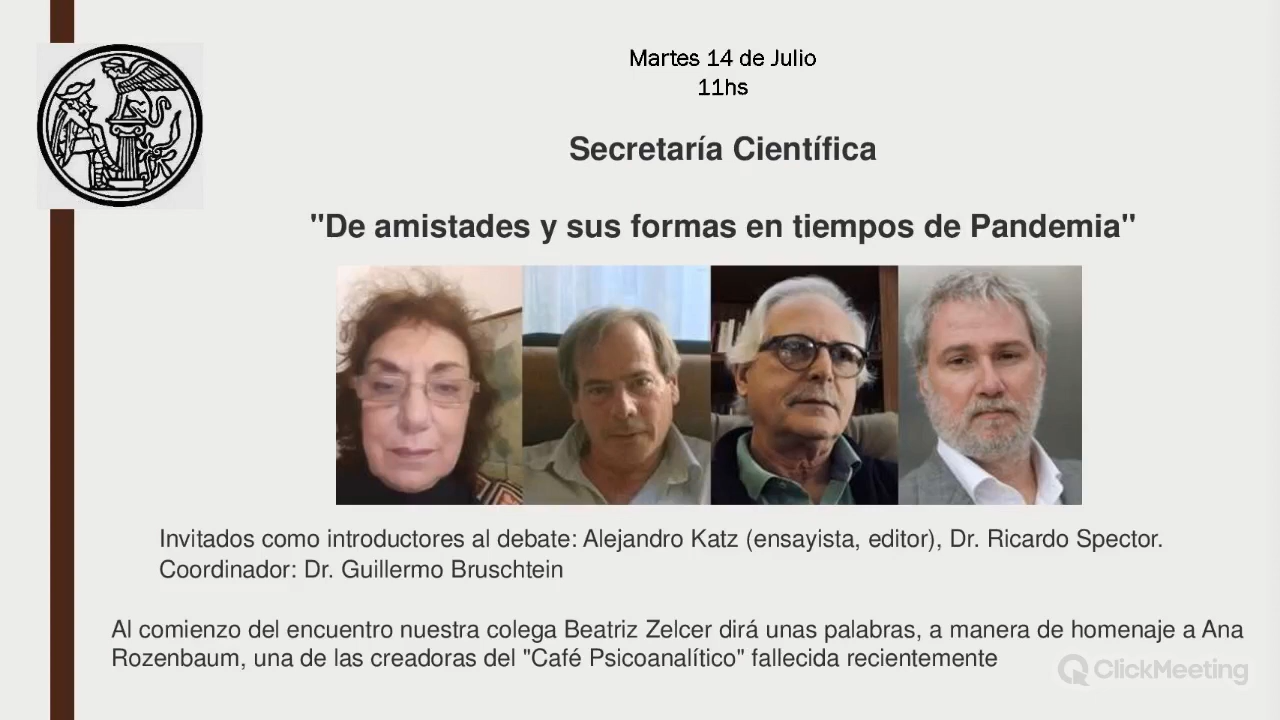 Martes 14 de Julio
11hs
Secretaría Científica
"De amistades y sus formas en tiempos de Pandemia"
Invitados como introductores al debate: Alejandro Katz (ensayista, editor), Dr. Ricardo Spector.
Coordinador: Dr. Guillermo Bruschtein
Al comienzo del encuentro nuestra colega Beatriz Zelcer dirá unas palabras, a manera de homenaje a Ana
Rozenbaum, una de las creadoras del "Café Psicoanalítico" fallecida recientemente
ClickMeeting